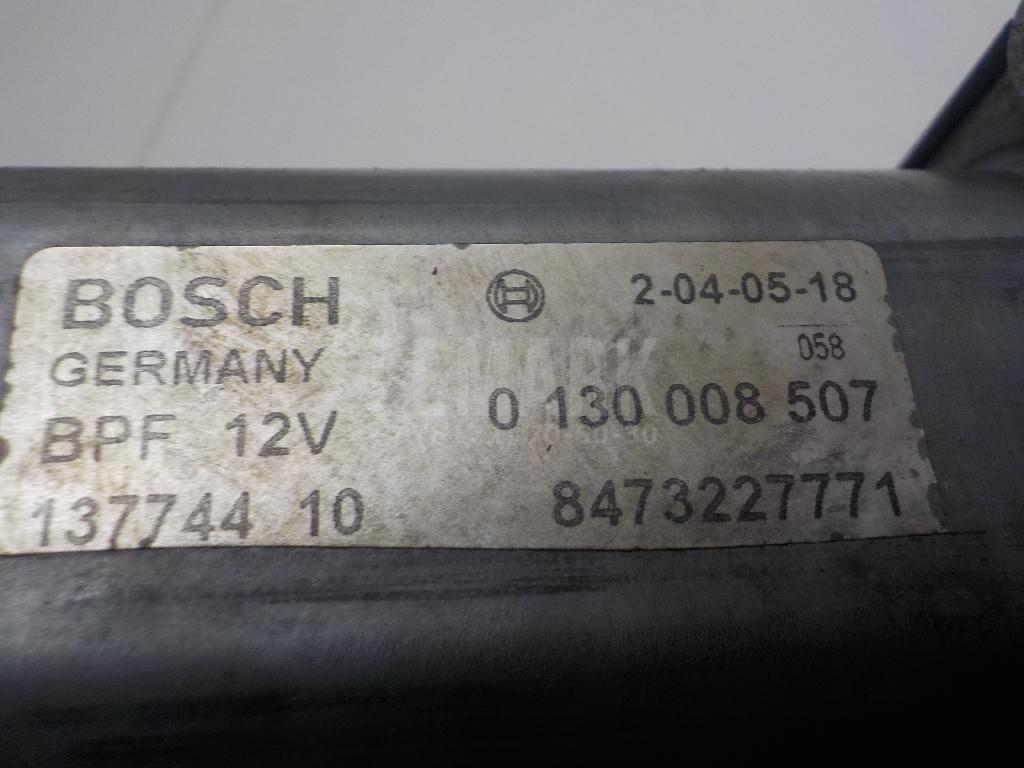 BOSCH 2-04-05-18
GERMANY 058
BPF 12V 0 130 008 507
137744 10 8473227771